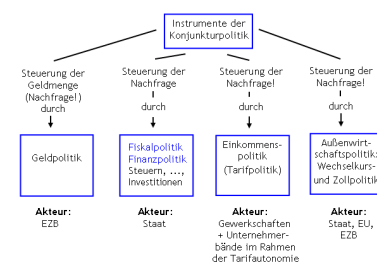 Instrumente der
Konjunkturpolitik
Steuerung der
Geldmenge
(Nachfrage!)
durch
Steuerung der
Nachfrage
durch
Steuerung der
Nachfrage!
durch
Steuerung der
Nachfrage!
durch
Geldpolitik
Fiskalpolitik
Finanzpolitik
Steuern, ...,
Investitionen
Einkommens-
politik
(Tarifpolitik)
Außenwirt-
schaftspolitik:
Wechselkurs-
und Zollpolitik
Akteur:
EZB
Akteur:
Staat
Akteur:
Gewerkschaften
+ Unternehmer-
bände im Rahmen
der Tarifautonomie
Akteur:
Staat, EU,
EZB